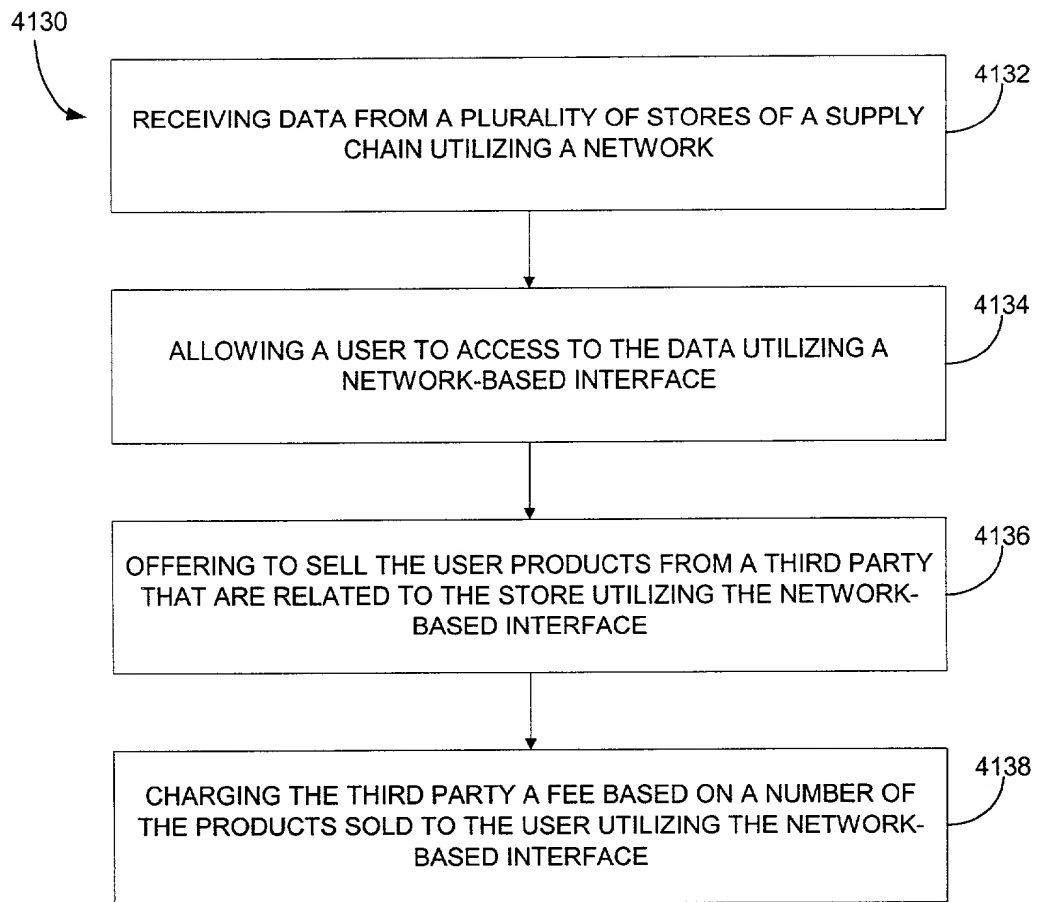 4130
4132
RECEIVING DATA FROM A PLURALITY OF STORES OF A SUPPLY
CHAIN UTILIZING A NETWORK
4134
ALLOWING A USER TO ACCESS TO THE DATA UTILIZING A
NETWORK-BASED INTERFACE
4136
OFFERING TO SELL THE USER PRODUCTS FROM A THIRD PARTY
THAT ARE RELATED TO THE STORE UTILIZING THE NETWORK-
BASED INTERFACE
4138
CHARGING THE THIRD PARTY A FEE BASED ON A NUMBER OF
THE PRODUCTS SOLD TO THE USER UTILIZING THE NETWORK-
BASED INTERFACE